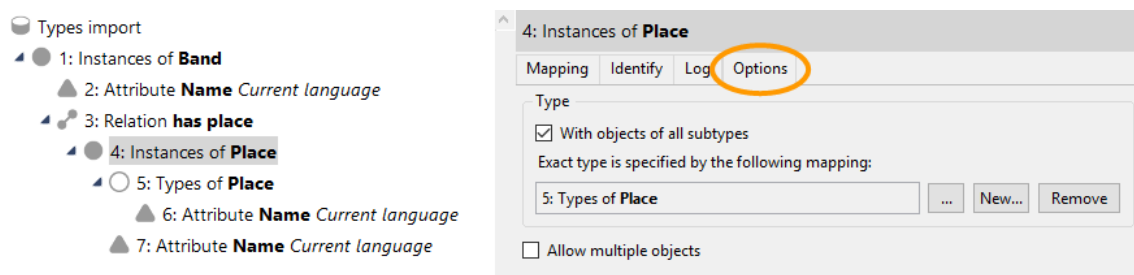 Types import
1: Instances of Band
2: Attribute Name Current language
3: Relation has place
4: Instances of Place
5: Types of Place
6: Attribute Name Current language
7: Attribute Name Current language
4: Instances of Place
Mapping Identify Log Options
Type
With objects of all subtypes
Exact type is specified by the following mapping:
5: Types of Place ... New... Remove
Allow multiple objects